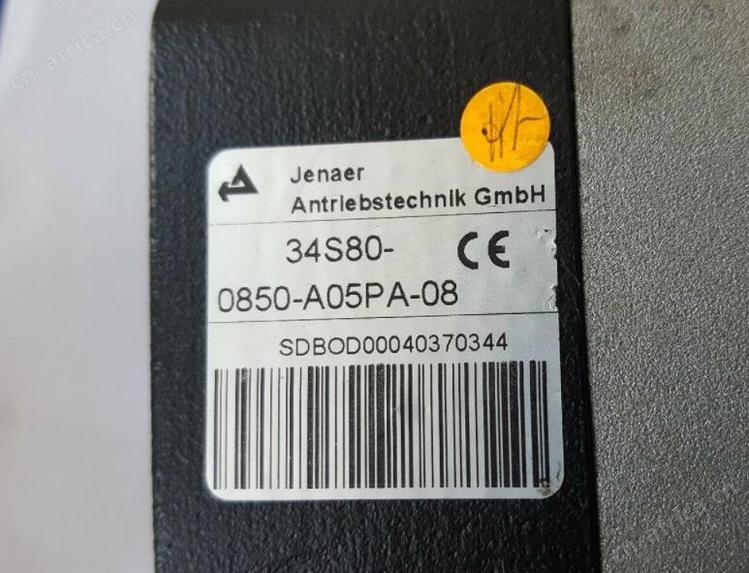 cn-africa.cn
Jenaer
Antriebstechnik GmbH
34S80-
CE
0850-A05PA-08
SDBOD00040370344